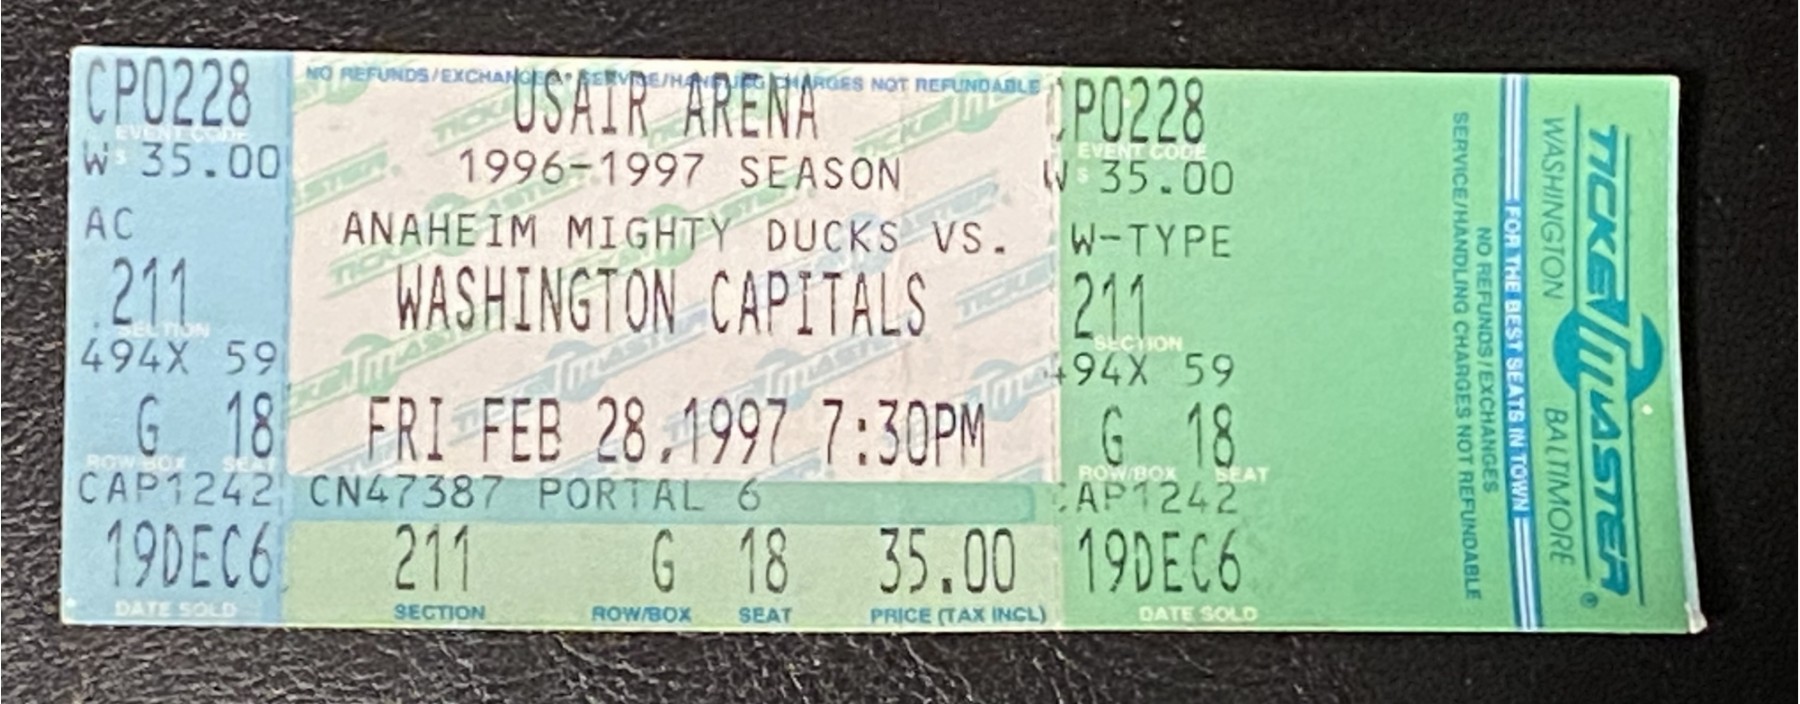 CP0228
EVENT CODE
W $ 35.00
AC
211
SECTION
494X 59
G 18
ROW/BOX SEAT
CAP1242
19DEC6
DATE SOLD
NO REFUNDS/EXCHANGES • SERVICE/HANDLING CHARGES NOT REFUNDABLE
USAIR ARENA
1996-1997 SEASON
ANAHEIM MIGHTY DUCKS VS.
WASHINGTON CAPITALS
FRI FEB 28,1997 7:30PM
CN47387 PORTAL 6
211 G 18 35.00
SECTION ROW/BOX SEAT PRICE (TAX INCL)
CP0228
EVENT CODE
W $ 35.00
W-TYPE
211
SECTION
494X 59
G 18
ROW/BOX SEAT
CAP1242
19DEC6
DATE SOLD
TICKETMASTER®
WASHINGTON BALTIMORE
FOR THE BEST SEATS IN TOWN
NO REFUNDS/EXCHANGES
SERVICE/HANDLING CHARGES NOT REFUNDABLE